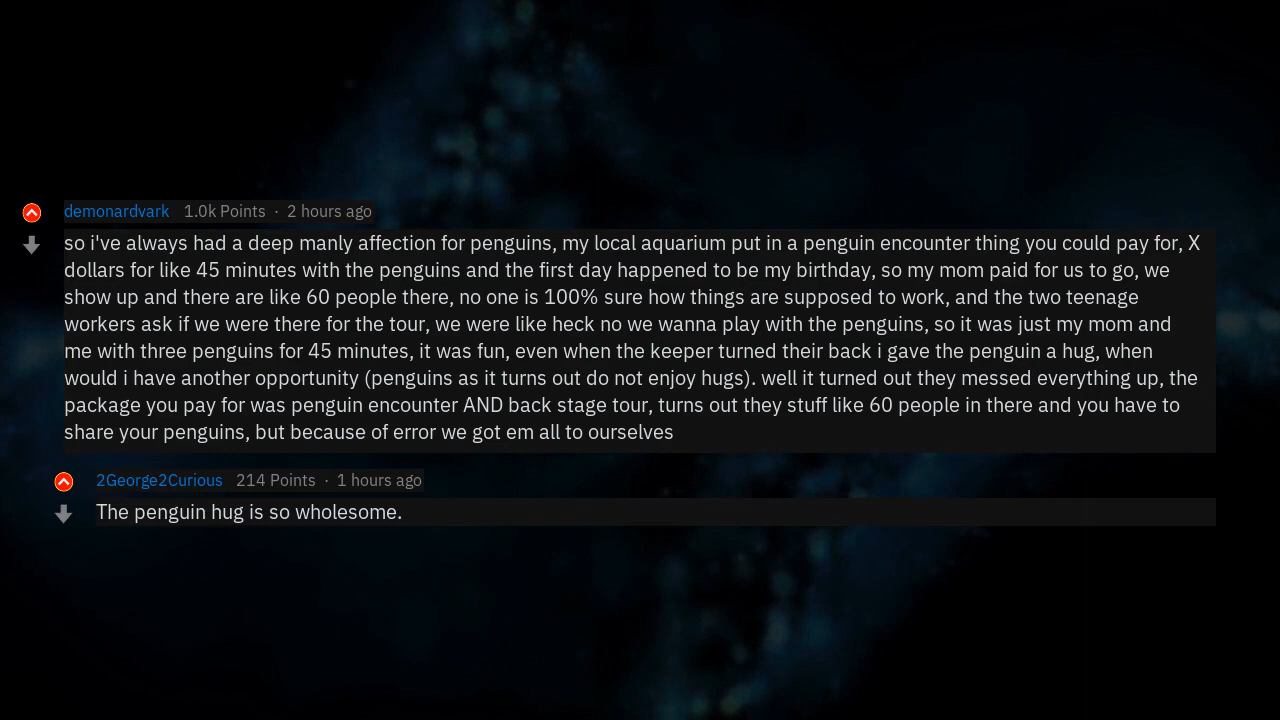 demonardvark 1.0k Points · 2 hours ago
so i've always had a deep manly affection for penguins, my local aquarium put in a penguin encounter thing you could pay for, X
dollars for like 45 minutes with the penguins and the first day happened to be my birthday, so my mom paid for us to go, we
show up and there are like 60 people there, no one is 100% sure how things are supposed to work, and the two teenage
workers ask if we were there for the tour, we were like heck no we wanna play with the penguins, so it was just my mom and
me with three penguins for 45 minutes, it was fun, even when the keeper turned their back i gave the penguin a hug, when
would i have another opportunity (penguins as it turns out do not enjoy hugs). well it turned out they messed everything up, the
package you pay for was penguin encounter AND back stage tour, turns out they stuff like 60 people in there and you have to
share your penguins, but because of error we got em all to ourselves
2George2Curious 214 Points · 1 hours ago
The penguin hug is so wholesome.